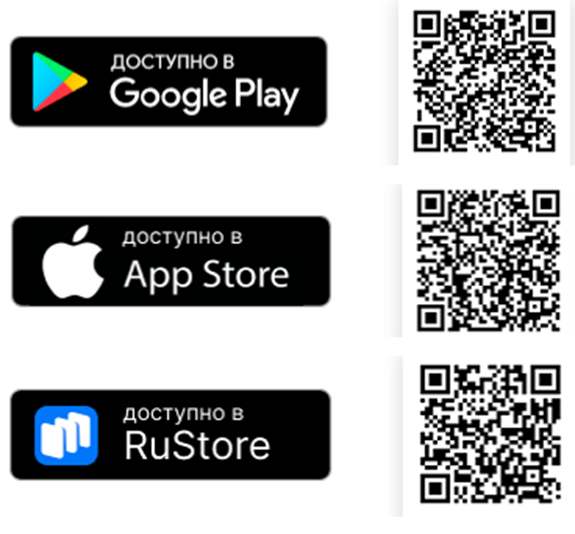 ДОСТУПНО В
Google Play
доступно в
App Store
доступно в
RuStore